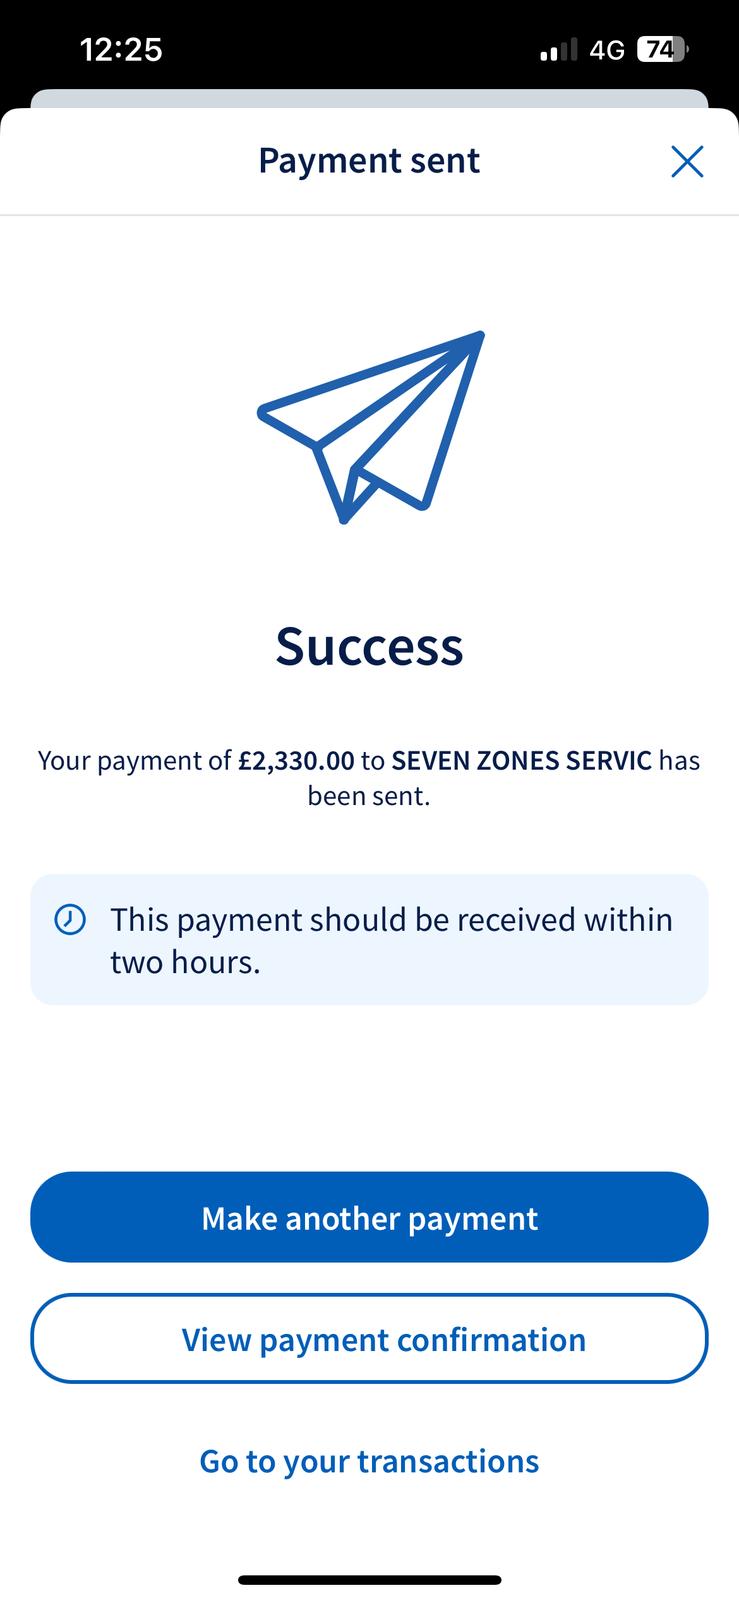 12:25
4G
74
Payment sent
Success
Your payment of £2,330.00 to SEVEN ZONES SERVIC has
been sent.
This payment should be received within
two hours.
Make another payment
View payment confirmation
Go to your transactions